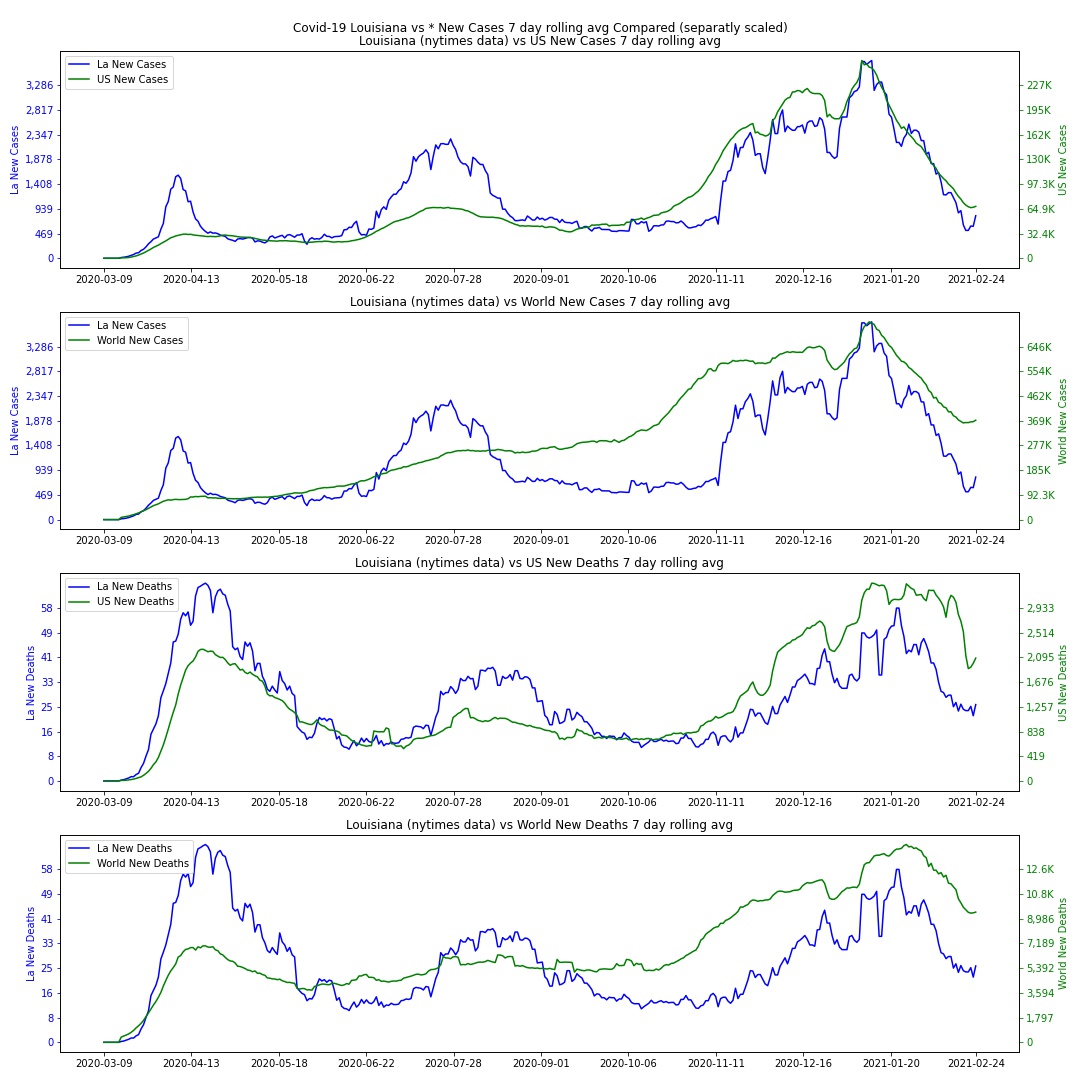 Covid-19 Louisiana vs * New Cases 7 day rolling avg Compared (separatly scaled)
Louisiana (nytimes data) vs US New Cases 7 day rolling avg
La New Cases
US New Cases
3,286
2,817
2,347
1,878
1,408
939
469
0
La New Cases
227K
195K
162K
130K
97.3K
64.9K
32.4K
0
US New Cases
2020-03-09 2020-04-13 2020-05-18 2020-06-22 2020-07-28 2020-09-01 2020-10-06 2020-11-11 2020-12-16 2021-01-20 2021-02-24
Louisiana (nytimes data) vs World New Cases 7 day rolling avg
La New Cases
World New Cases
3,286
2,817
2,347
1,878
1,408
939
469
0
La New Cases
646K
554K
462K
369K
277K
185K
92.3K
0
World New Cases
2020-03-09 2020-04-13 2020-05-18 2020-06-22 2020-07-28 2020-09-01 2020-10-06 2020-11-11 2020-12-16 2021-01-20 2021-02-24
Louisiana (nytimes data) vs US New Deaths 7 day rolling avg
La New Deaths
US New Deaths
58
49
41
33
25
16
8
0
La New Deaths
2,933
2,514
2,095
1,676
1,257
838
419
0
US New Deaths
2020-03-09 2020-04-13 2020-05-18 2020-06-22 2020-07-28 2020-09-01 2020-10-06 2020-11-11 2020-12-16 2021-01-20 2021-02-24
Louisiana (nytimes data) vs World New Deaths 7 day rolling avg
La New Deaths
World New Deaths
58
49
41
33
25
16
8
0
La New Deaths
12.6K
10.8K
8,986
7,189
5,392
3,594
1,797
0
World New Deaths
2020-03-09 2020-04-13 2020-05-18 2020-06-22 2020-07-28 2020-09-01 2020-10-06 2020-11-11 2020-12-16 2021-01-20 2021-02-24